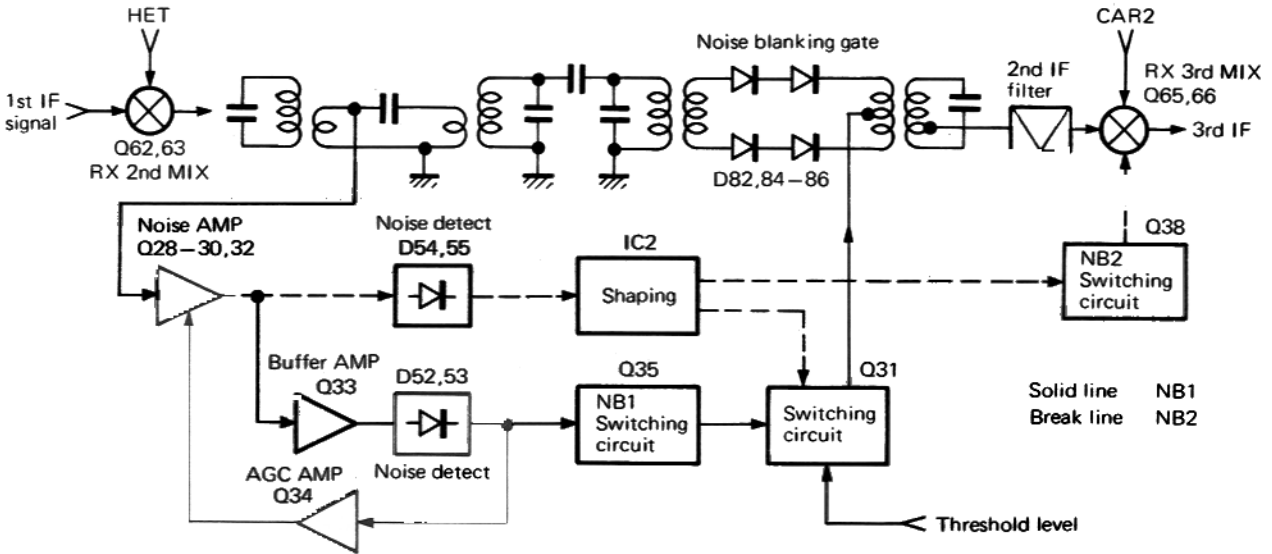 HET
CAR2
Noise blanking gate
1st IF
signal
2nd IF
filter
RX 3rd MIX
Q65,66
3rd IF
Q62,63
RX 2nd MIX
D82,84–86
Noise AMP
Q28–30,32
Noise detect
D54,55
IC2
Shaping
Q38
NB2
Switching
circuit
Buffer AMP
Q33
D52,53
Noise detect
Q35
NB1
Switching
circuit
Q31
Switching
circuit
Solid line NB1
Break line NB2
AGC AMP
Q34
Threshold level